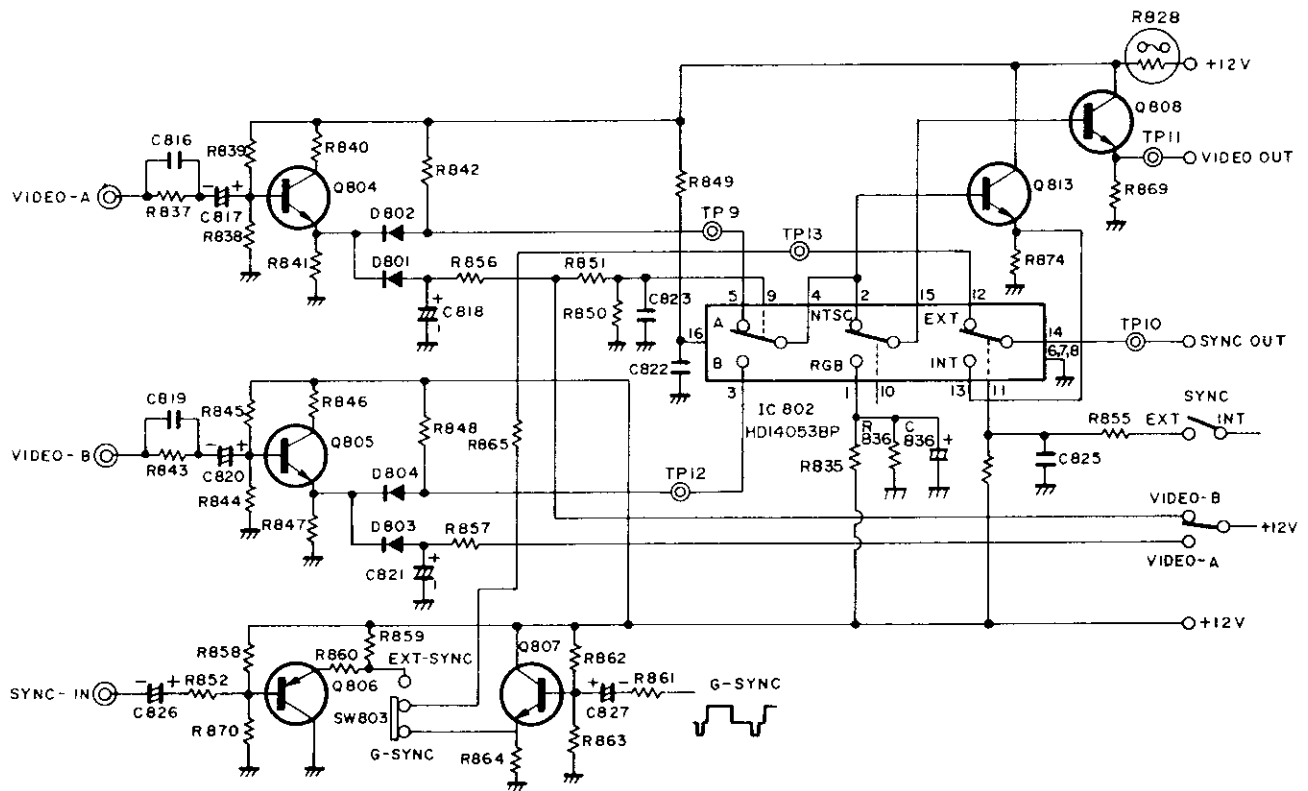 R828
+12V
Q808
TP11
VIDEO OUT
R869
C816
R839
R840
R842
Q804
VIDEO-A
R837
C817
R838
R841
D802
TP9
R849
Q813
TP13
R874
D801
R856
R851
C818
R850
C823
5 9 4 2 15 12
A
NTSC
EXT
16
14
TP10
SYNC OUT
B
RGB
INT
6,7,8
C822
3 1 10 13 11
IC 802
HD14053BP
R836
C836
R835
R855
SYNC
EXT INT
C825
C819
R845
R846
R848
R865
Q805
VIDEO-B
R843
C820
R844
R847
D804
TP12
D803
R857
C821
VIDEO-B
+12V
VIDEO-A
+12V
R858
R859
R860
EXT-SYNC
Q807
R862
R861
G-SYNC
SYNC-IN
C826
R852
Q806
SW803
C827
R870
G-SYNC
R864
R863